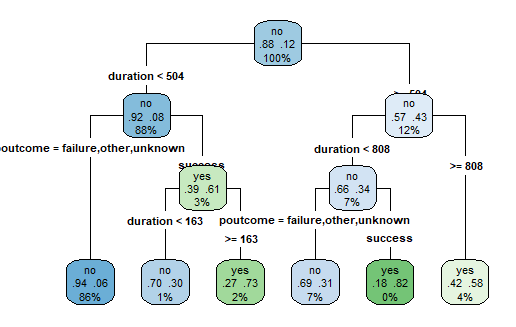 no
.88 .12
100%
duration < 504
no
.92 .08
88%
no
.57 .43
12%
poutcome = failure,other,unknown
duration < 808
>= 808
yes
.39 .61
3%
no
.66 .34
7%
duration < 163
>= 163
poutcome = failure,other,unknown
success
no
.94 .06
86%
no
.70 .30
1%
yes
.27 .73
2%
no
.69 .31
7%
yes
.18 .82
0%
yes
.42 .58
4%